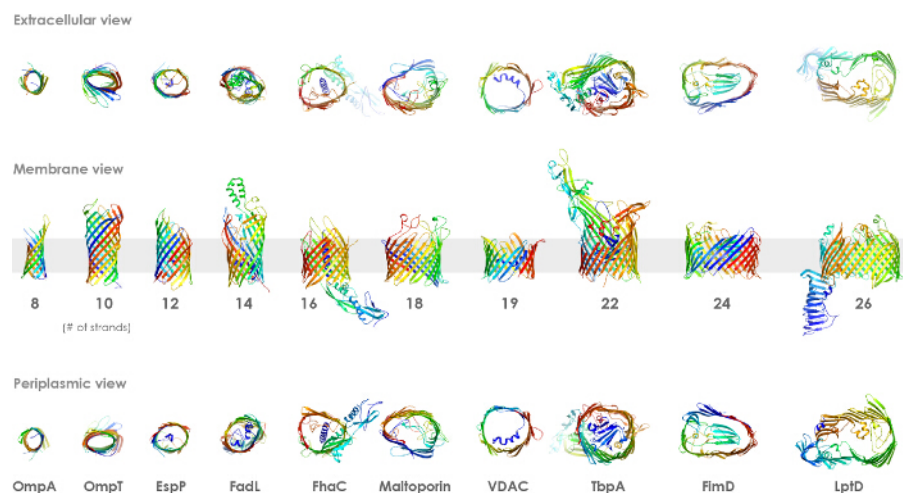 Extracellular view
Membrane view
8 10 12 14 16 18 19 22 24 26
(# of strands)
Periplasmic view
OmpA OmpT EspP FadL FhaC Maltoporin VDAC TbpA FimD LptD